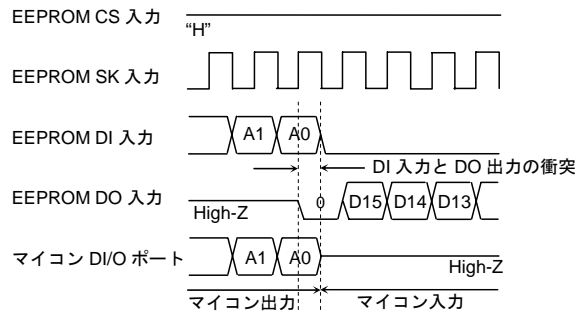 EEPROM CS 入力
“H”
EEPROM SK 入力
EEPROM DI 入力
A1 A0
DI 入力と DO 出力の衝突
EEPROM DO 入力
High-Z
0 D15 D14 D13
マイコン DI/O ポート
A1 A0
High-Z
マイコン出力 マイコン入力